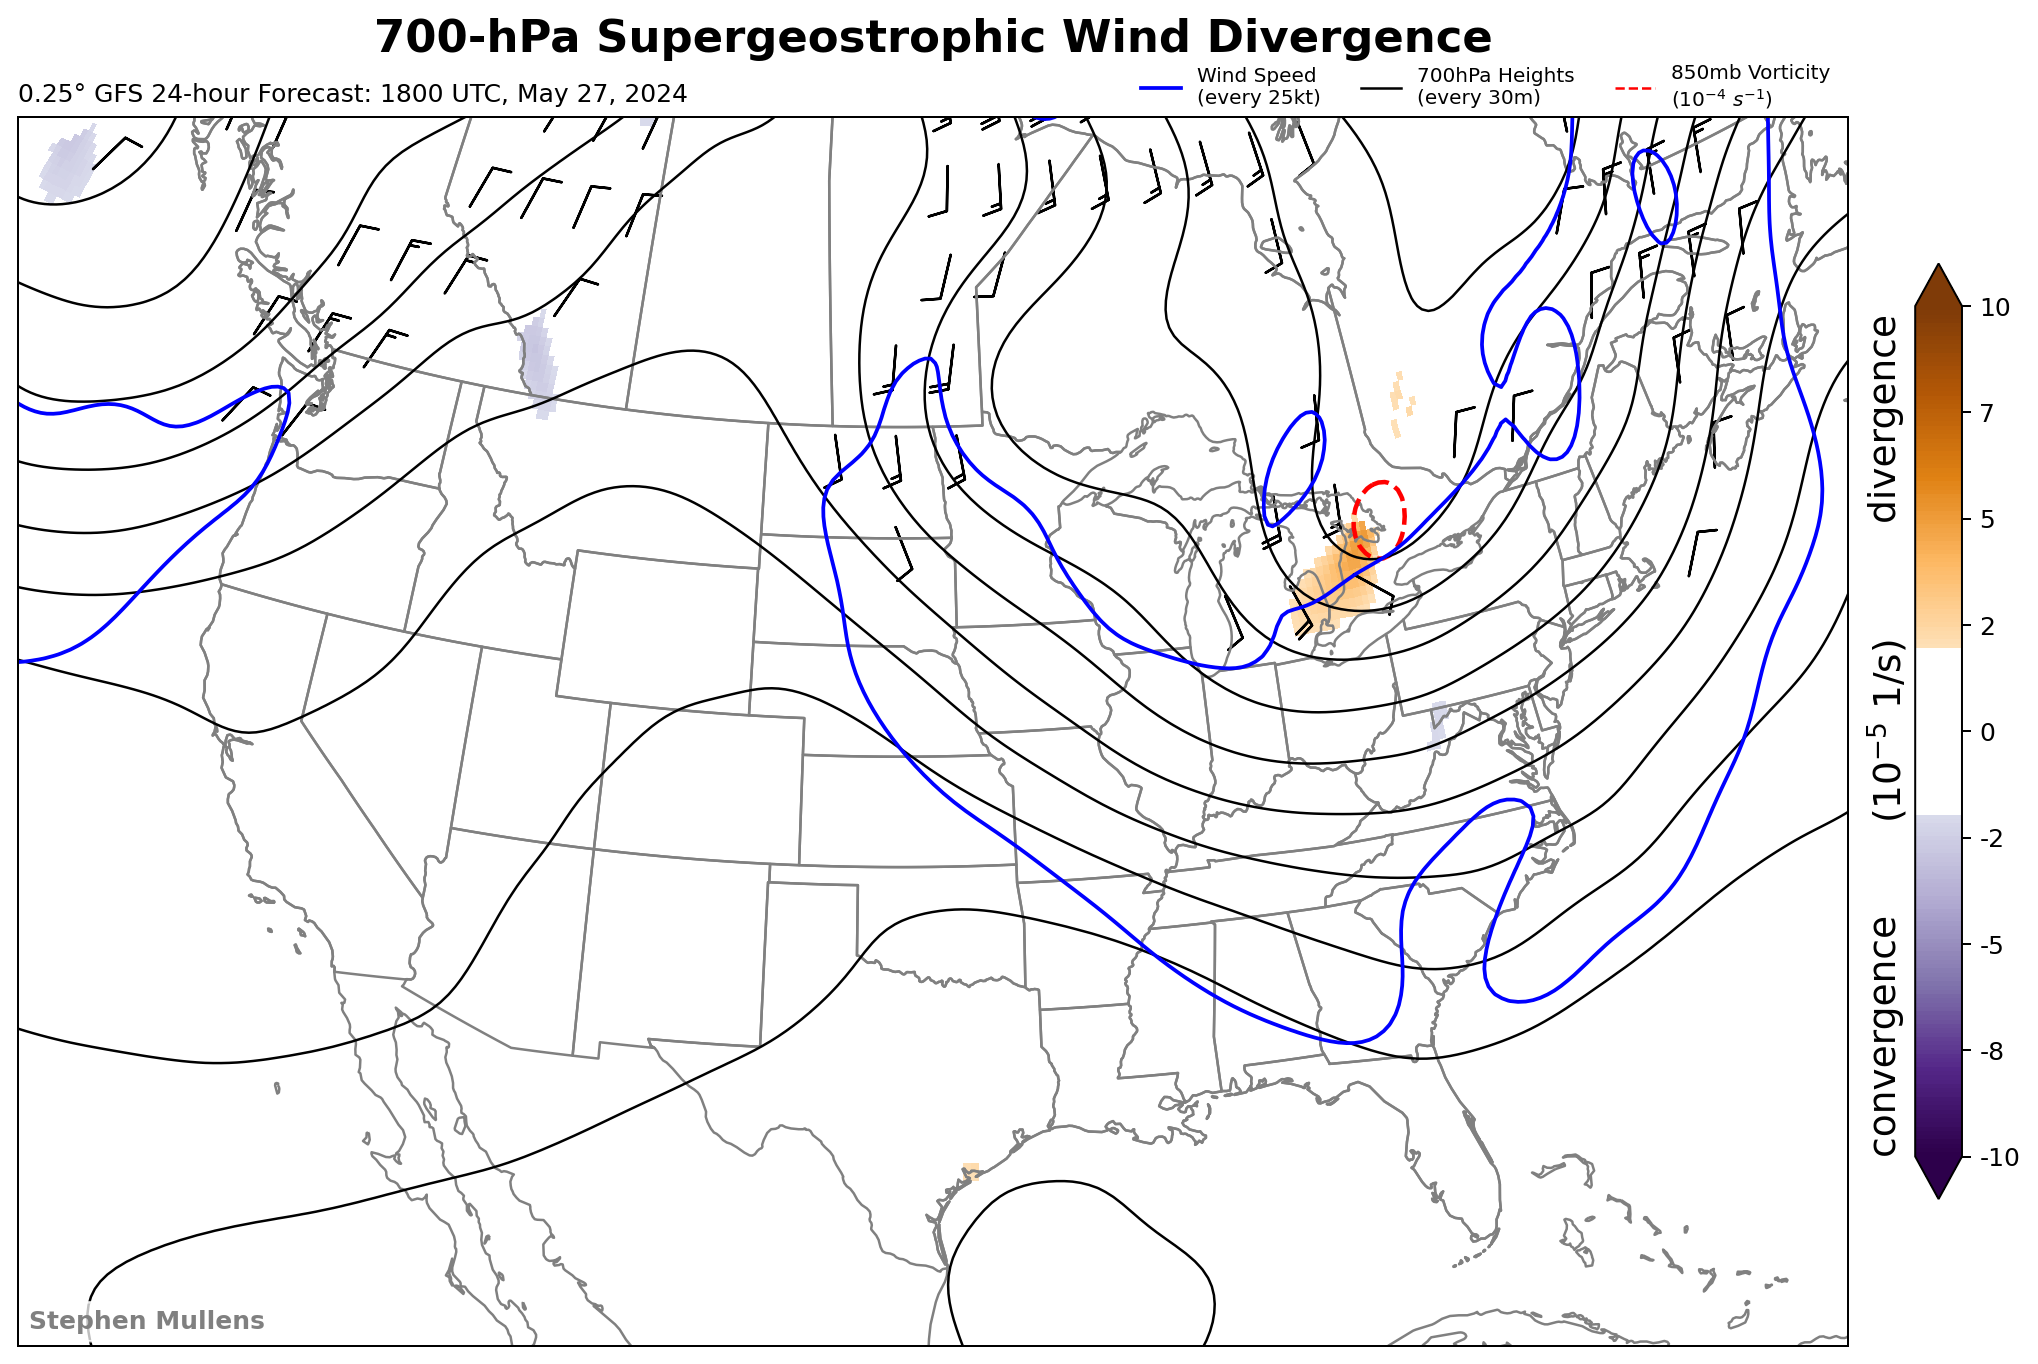 700-hPa Supergeostrophic Wind Divergence
0.25° GFS 24-hour Forecast: 1800 UTC, May 27, 2024
Wind Speed
(every 25kt)
700hPa Heights
(every 30m)
850mb Vorticity
(10⁻⁴ s⁻¹)
10
7
5
2
0
-2
-5
-8
-10
convergence (10⁻⁵ 1/s) divergence
Stephen Mullens